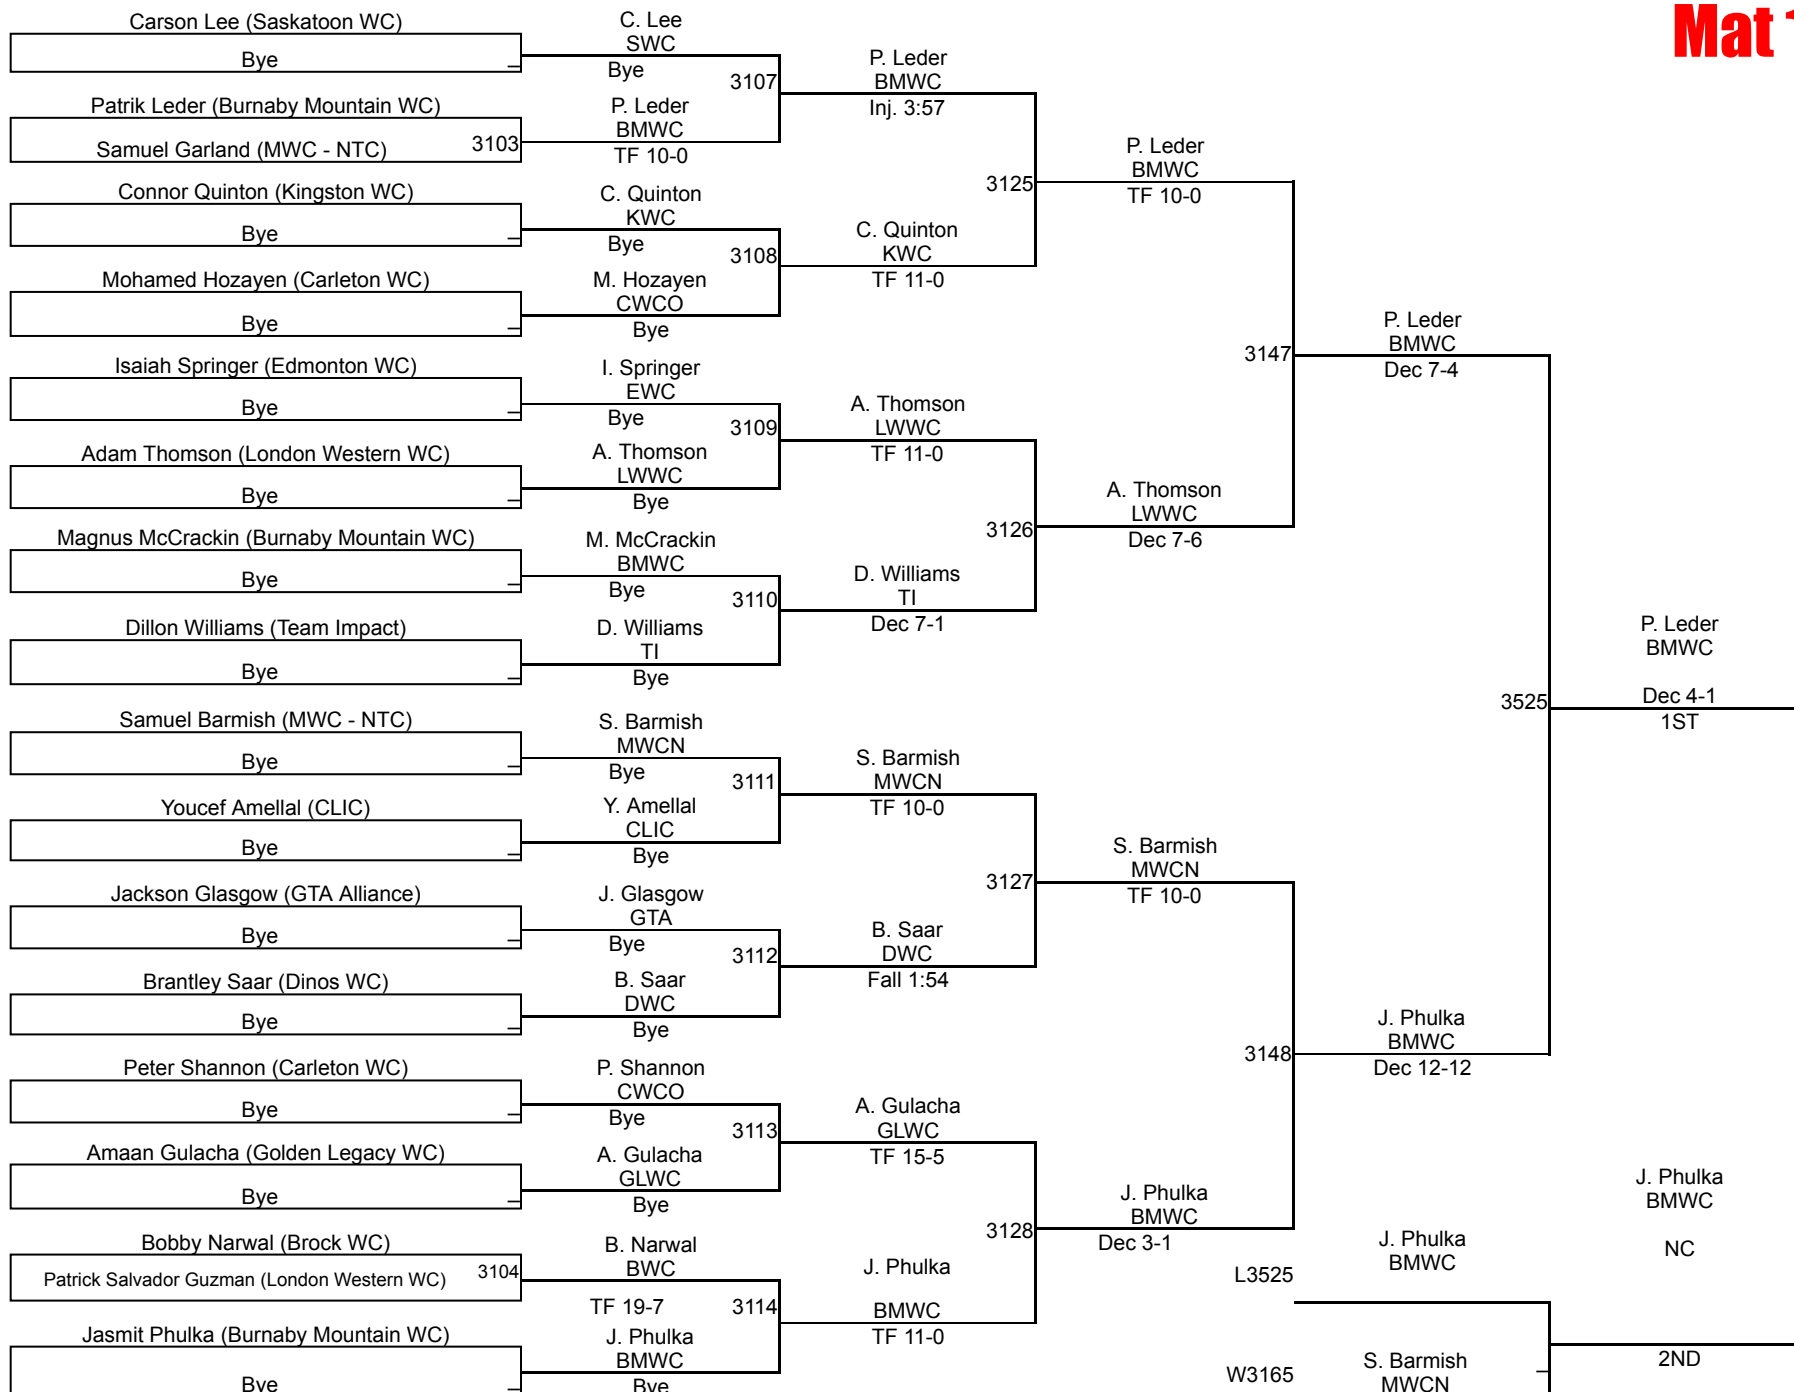 Mat
Carson Lee (Saskatoon WC)
Bye
Patrik Leder (Burnaby Mountain WC)
Samuel Garland (MWC - NTC)
3103
Connor Quinton (Kingston WC)
Bye
Mohamed Hozayen (Carleton WC)
Bye
Isaiah Springer (Edmonton WC)
Bye
Adam Thomson (London Western WC)
Bye
Magnus McCrackin (Burnaby Mountain WC)
Bye
Dillon Williams (Team Impact)
Bye
Samuel Barmish (MWC - NTC)
Bye
Youcef Amellal (CLIC)
Bye
Jackson Glasgow (GTA Alliance)
Bye
Brantley Saar (Dinos WC)
Bye
Peter Shannon (Carleton WC)
Bye
Amaan Gulacha (Golden Legacy WC)
Bye
Bobby Narwal (Brock WC)
Patrick Salvador Guzman (London Western WC)
3104
Jasmit Phulka (Burnaby Mountain WC)
Bye
C. Lee
SWC
Bye
3107
P. Leder
BMWC
TF 10-0
C. Quinton
KWC
Bye
3108
M. Hozayen
CWCO
Bye
I. Springer
EWC
Bye
3109
A. Thomson
LWWC
Bye
M. McCrackin
BMWC
Bye
3110
D. Williams
TI
Bye
S. Barmish
MWCN
Bye
3111
Y. Amellal
CLIC
Bye
J. Glasgow
GTA
Bye
3112
B. Saar
DWC
Bye
P. Shannon
CWCO
Bye
3113
A. Gulacha
GLWC
Bye
B. Narwal
BWC
TF 19-7
3114
J. Phulka
BMWC
Bye
P. Leder
BMWC
Inj. 3:57
3125
C. Quinton
KWC
TF 11-0
A. Thomson
LWWC
TF 11-0
3126
D. Williams
TI
Dec 7-1
S. Barmish
MWCN
TF 10-0
3127
B. Saar
DWC
Fall 1:54
A. Gulacha
GLWC
TF 15-5
3128
J. Phulka
BMWC
TF 11-0
P. Leder
BMWC
TF 10-0
3147
A. Thomson
LWWC
Dec 7-6
S. Barmish
MWCN
TF 10-0
3148
J. Phulka
BMWC
Dec 3-1
P. Leder
BMWC
Dec 7-4
3525
J. Phulka
BMWC
Dec 12-12
P. Leder
BMWC
Dec 4-1
1ST
L3525
J. Phulka
BMWC
W3165
S. Barmish
MWCN
J. Phulka
BMWC
NC
2ND